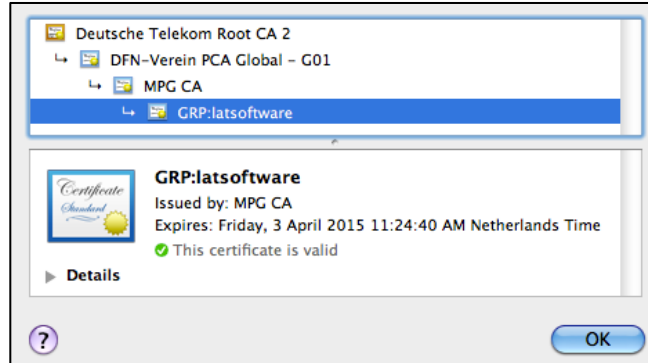 Deutsche Telekom Root CA 2
DFN-Verein PCA Global - G01
MPG CA
GRP:latsoftware
Certificate
Standard
GRP:latsoftware
Issued by: MPG CA
Expires: Friday, 3 April 2015 11:24:40 AM Netherlands Time
This certificate is valid
Details
?
OK